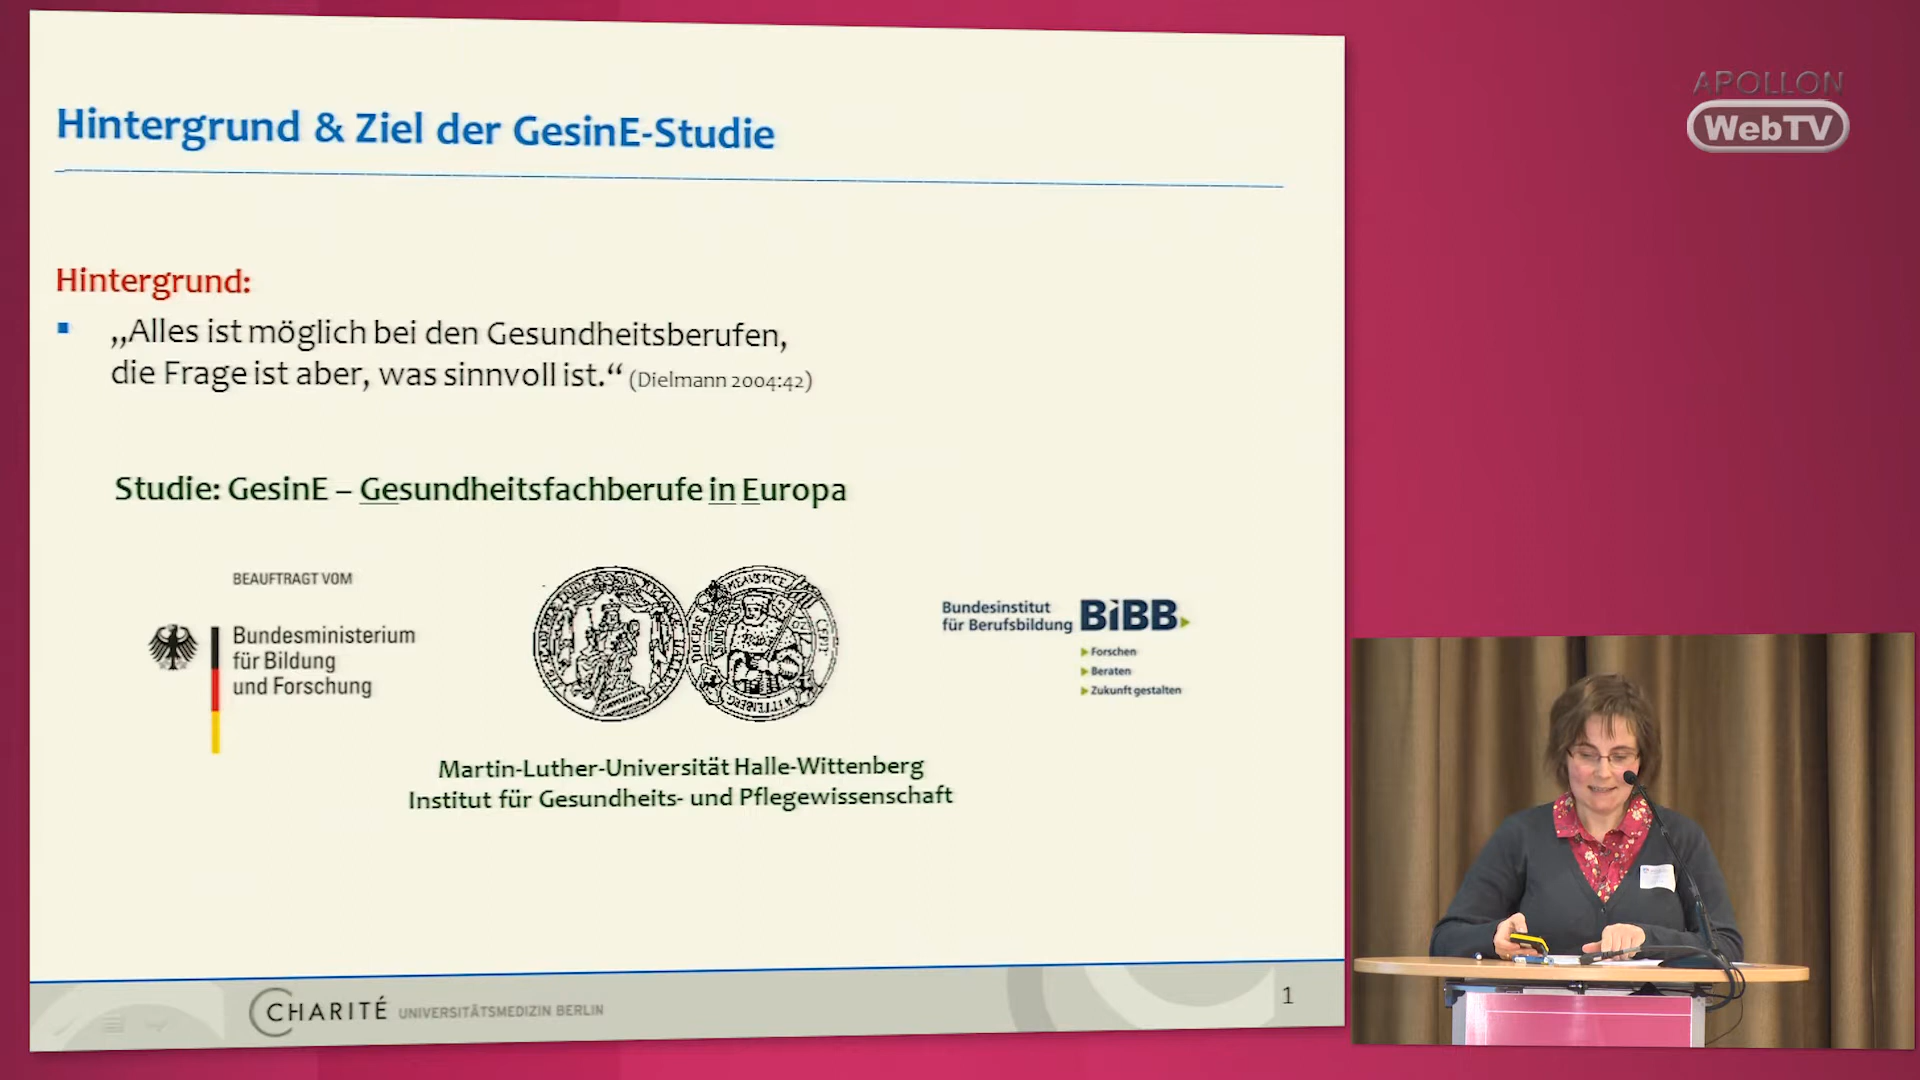 APOLLON
WebTV
Hintergrund & Ziel der GesinE-Studie
Hintergrund:
„Alles ist möglich bei den Gesundheitsberufen,
die Frage ist aber, was sinnvoll ist.“ (Dielmann 2004:42)
Studie: GesinE – Gesundheitsfachberufe in Europa
BEAUFTRAGT VOM
Bundesministerium
für Bildung
und Forschung
Bundesinstitut
für Berufsbildung
BiBB
Forschen
Beraten
Zukunft gestalten
Martin-Luther-Universität Halle-Wittenberg
Institut für Gesundheits- und Pflegewissenschaft
CHARITÉ UNIVERSITÄTSMEDIZIN BERLIN
1